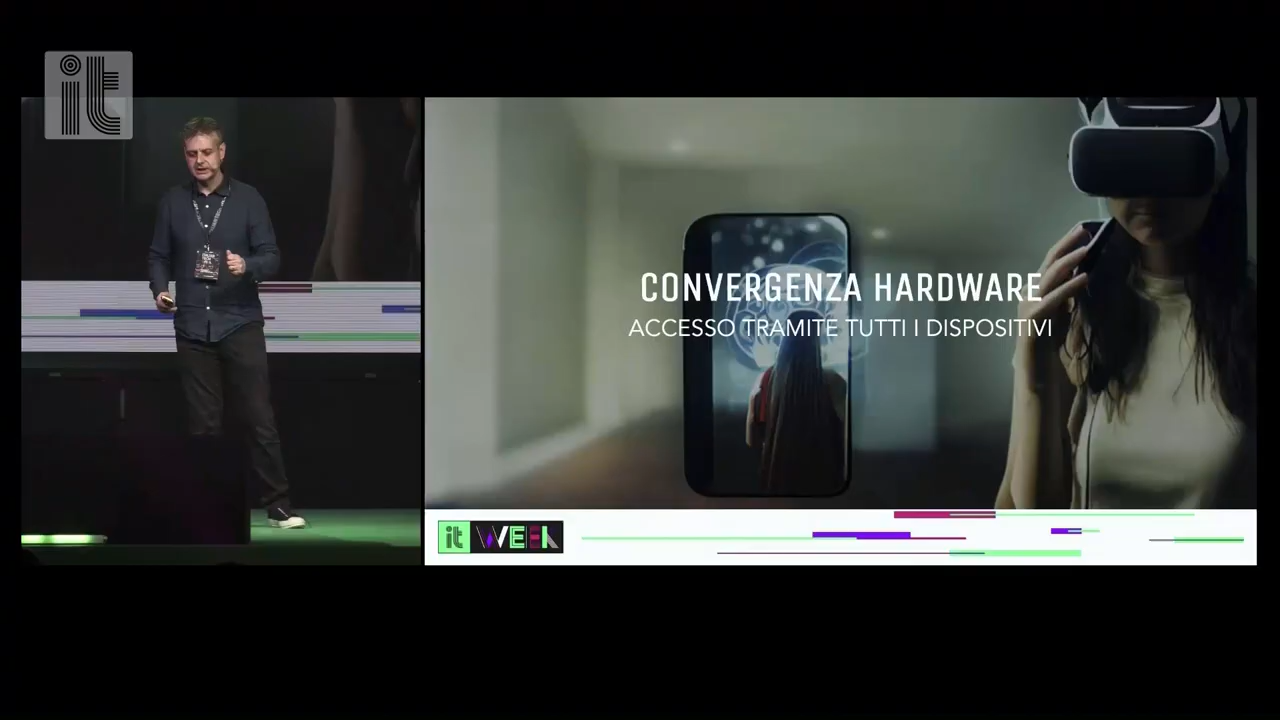 it
CONVERGENZA HARDWARE
ACCESSO TRAMITE TUTTI I DISPOSITIVI
it WEEK